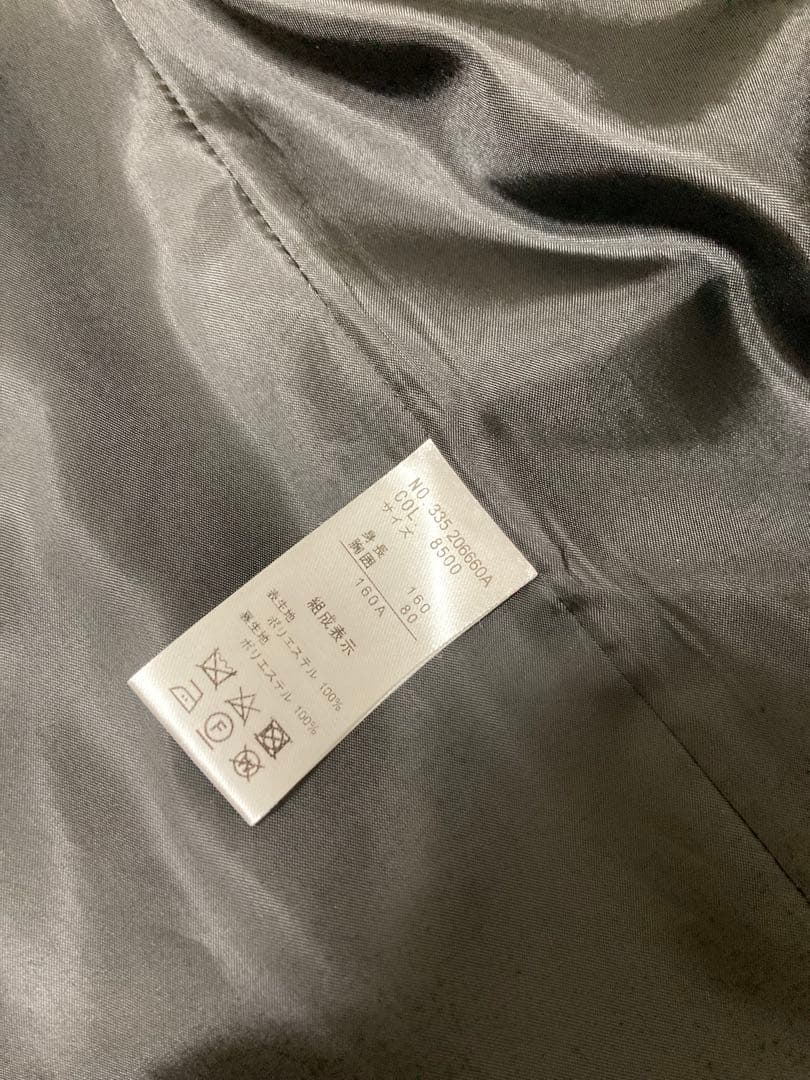 NO. 335-206660A
COL. 8500
サイズ
身長 160
胸囲 80
160A
組成表示
表生地
ポリエステル 100%
裏生地
ポリエステル 100%
F
W